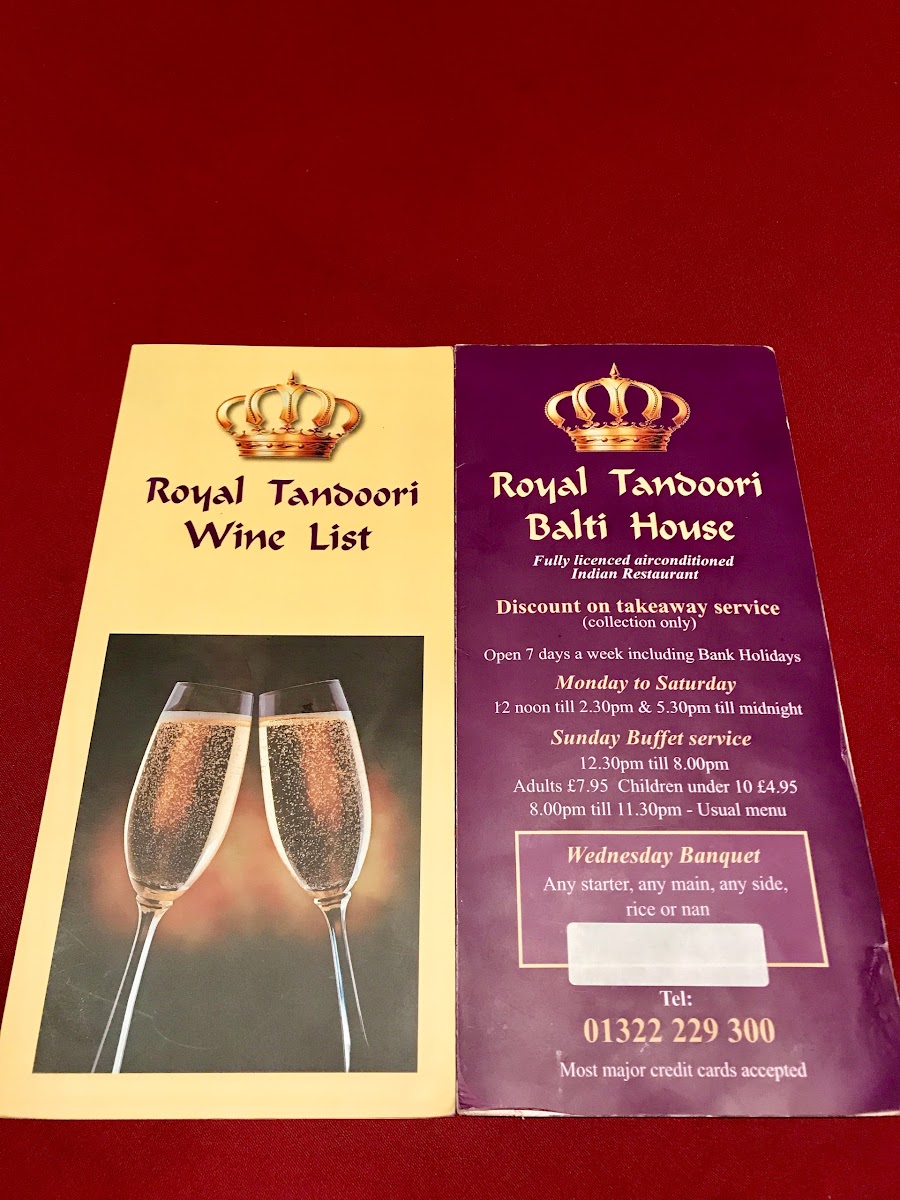 Royal Tandoori
Wine List
Royal Tandoori
Balti House
Fully licenced airconditioned
Indian Restaurant
Discount on takeaway service
(collection only)
Open 7 days a week including Bank Holidays
Monday to Saturday
12 noon till 2.30pm & 5.30pm till midnight
Sunday Buffet service
12.30pm till 8.00pm
Adults £7.95 Children under 10 £4.95
8.00pm till 11.30pm - Usual menu
Wednesday Banquet
Any starter, any main, any side,
rice or nan
Tel:
01322 229 300
Most major credit cards accepted